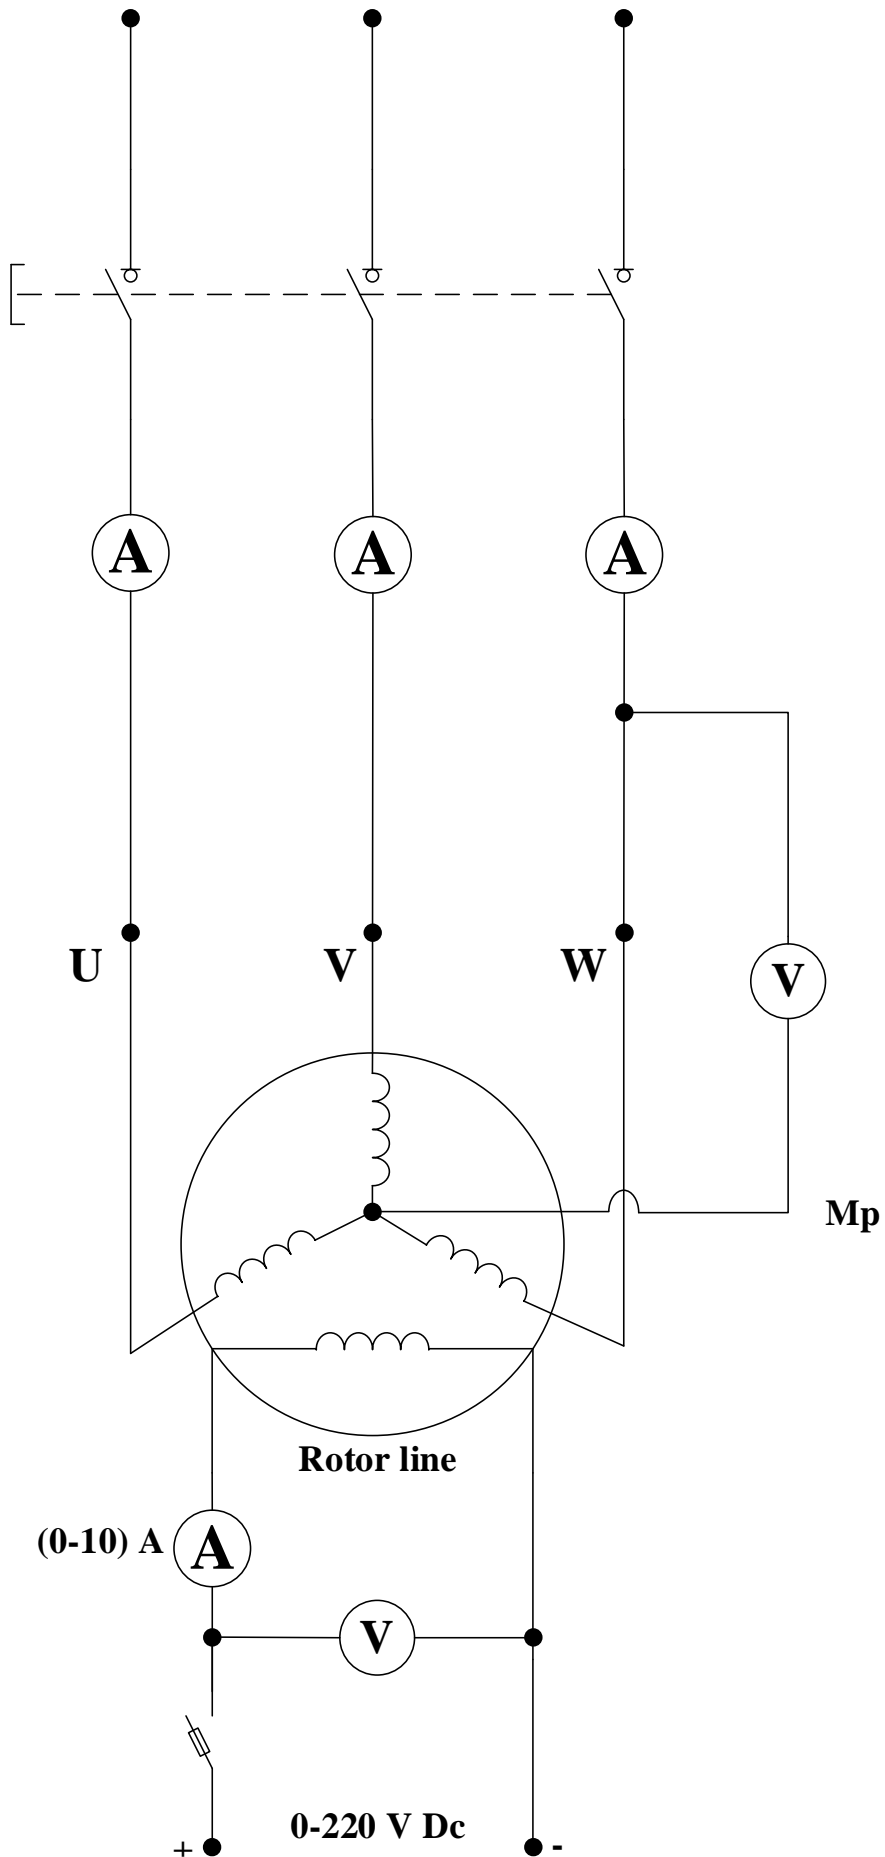 A A A
U V W V
Mp
Rotor line
(0-10) A A
V
0-220 V Dc
+ -